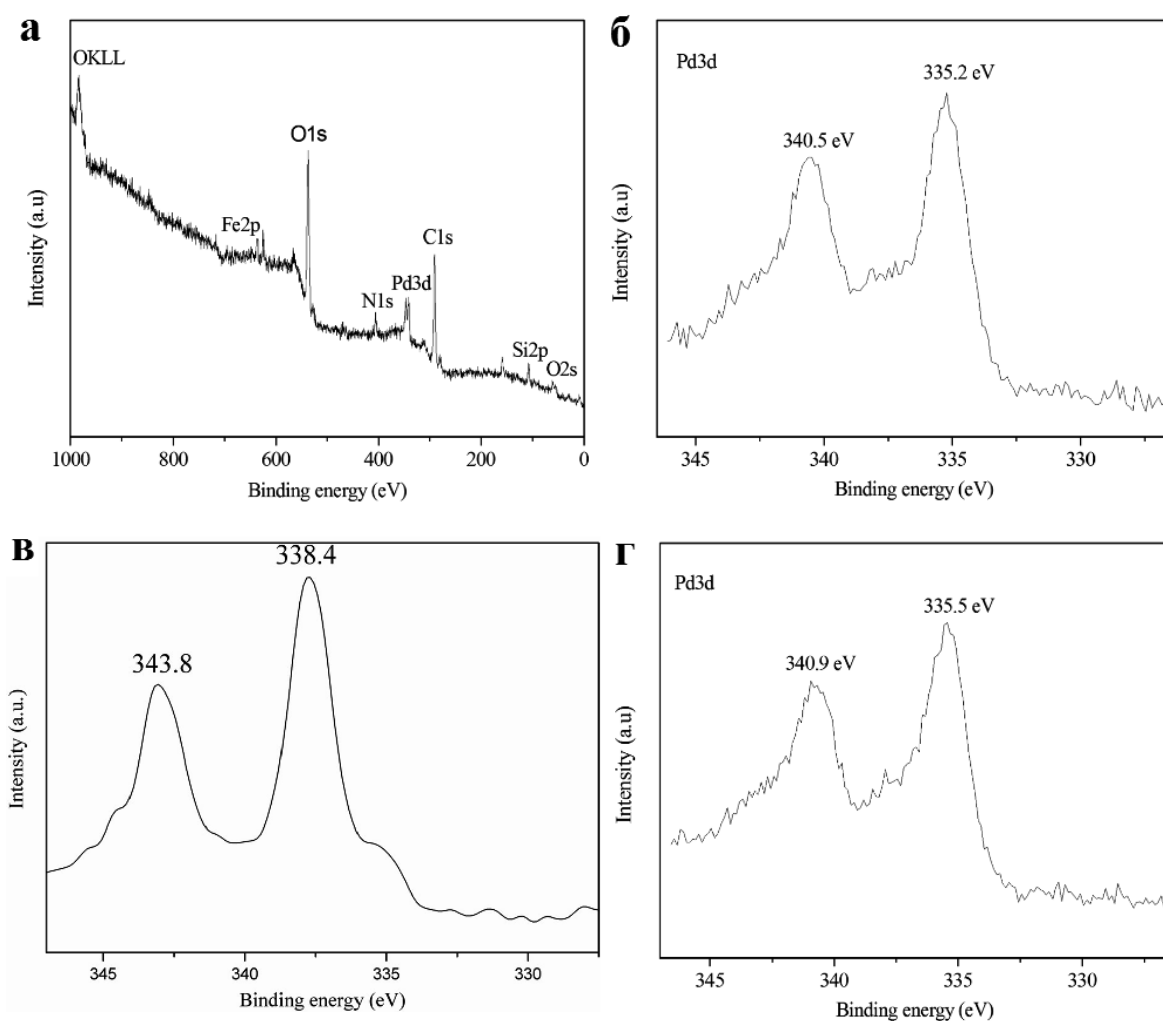 а
OKLL
O1s
Fe2p
C1s
Pd3d
N1s
Si2p
O2s
Intensity (a.u)
1000 800 600 400 200 0
Binding energy (eV)
б
Pd3d
335.2 eV
340.5 eV
Intensity (a.u)
345 340 335 330
Binding energy (eV)
в
338.4
343.8
Intensity (a.u.)
345 340 335 330
Binding energy (eV)
г
Pd3d
335.5 eV
340.9 eV
Intensity (a.u)
345 340 335 330
Binding energy (eV)